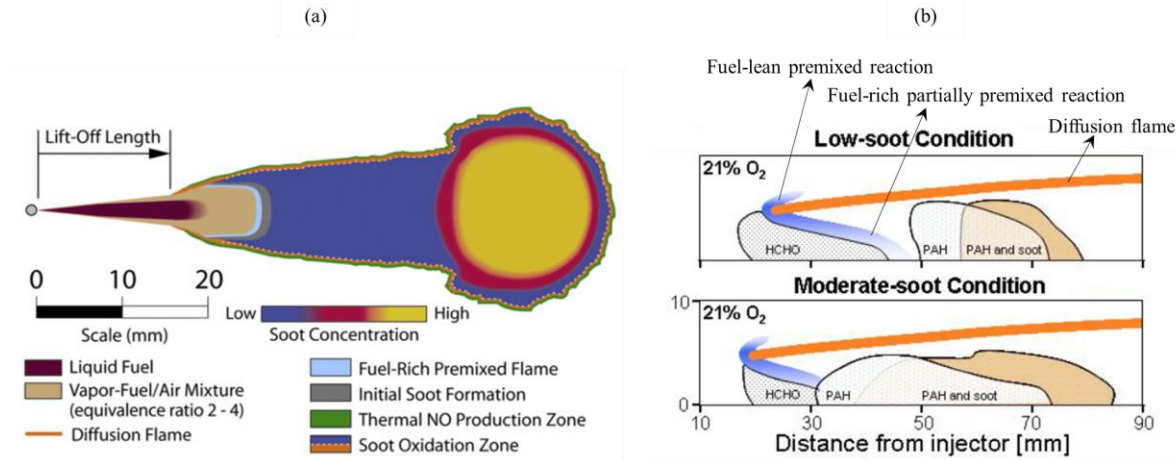 (a)
Lift-Off Length
0 10 20
Scale (mm)
Low High
Soot Concentration
Liquid Fuel
Vapor-Fuel/Air Mixture
(equivalence ratio 2 - 4)
Diffusion Flame
Fuel-Rich Premixed Flame
Initial Soot Formation
Thermal NO Production Zone
Soot Oxidation Zone
(b)
Fuel-lean premixed reaction
Fuel-rich partially premixed reaction
Diffusion flame
Low-soot Condition
21% O₂
HCHO PAH PAH and soot
Moderate-soot Condition
10
21% O₂
HCHO PAH PAH and soot
0
10 30 50 70 90
Distance from injector [mm]